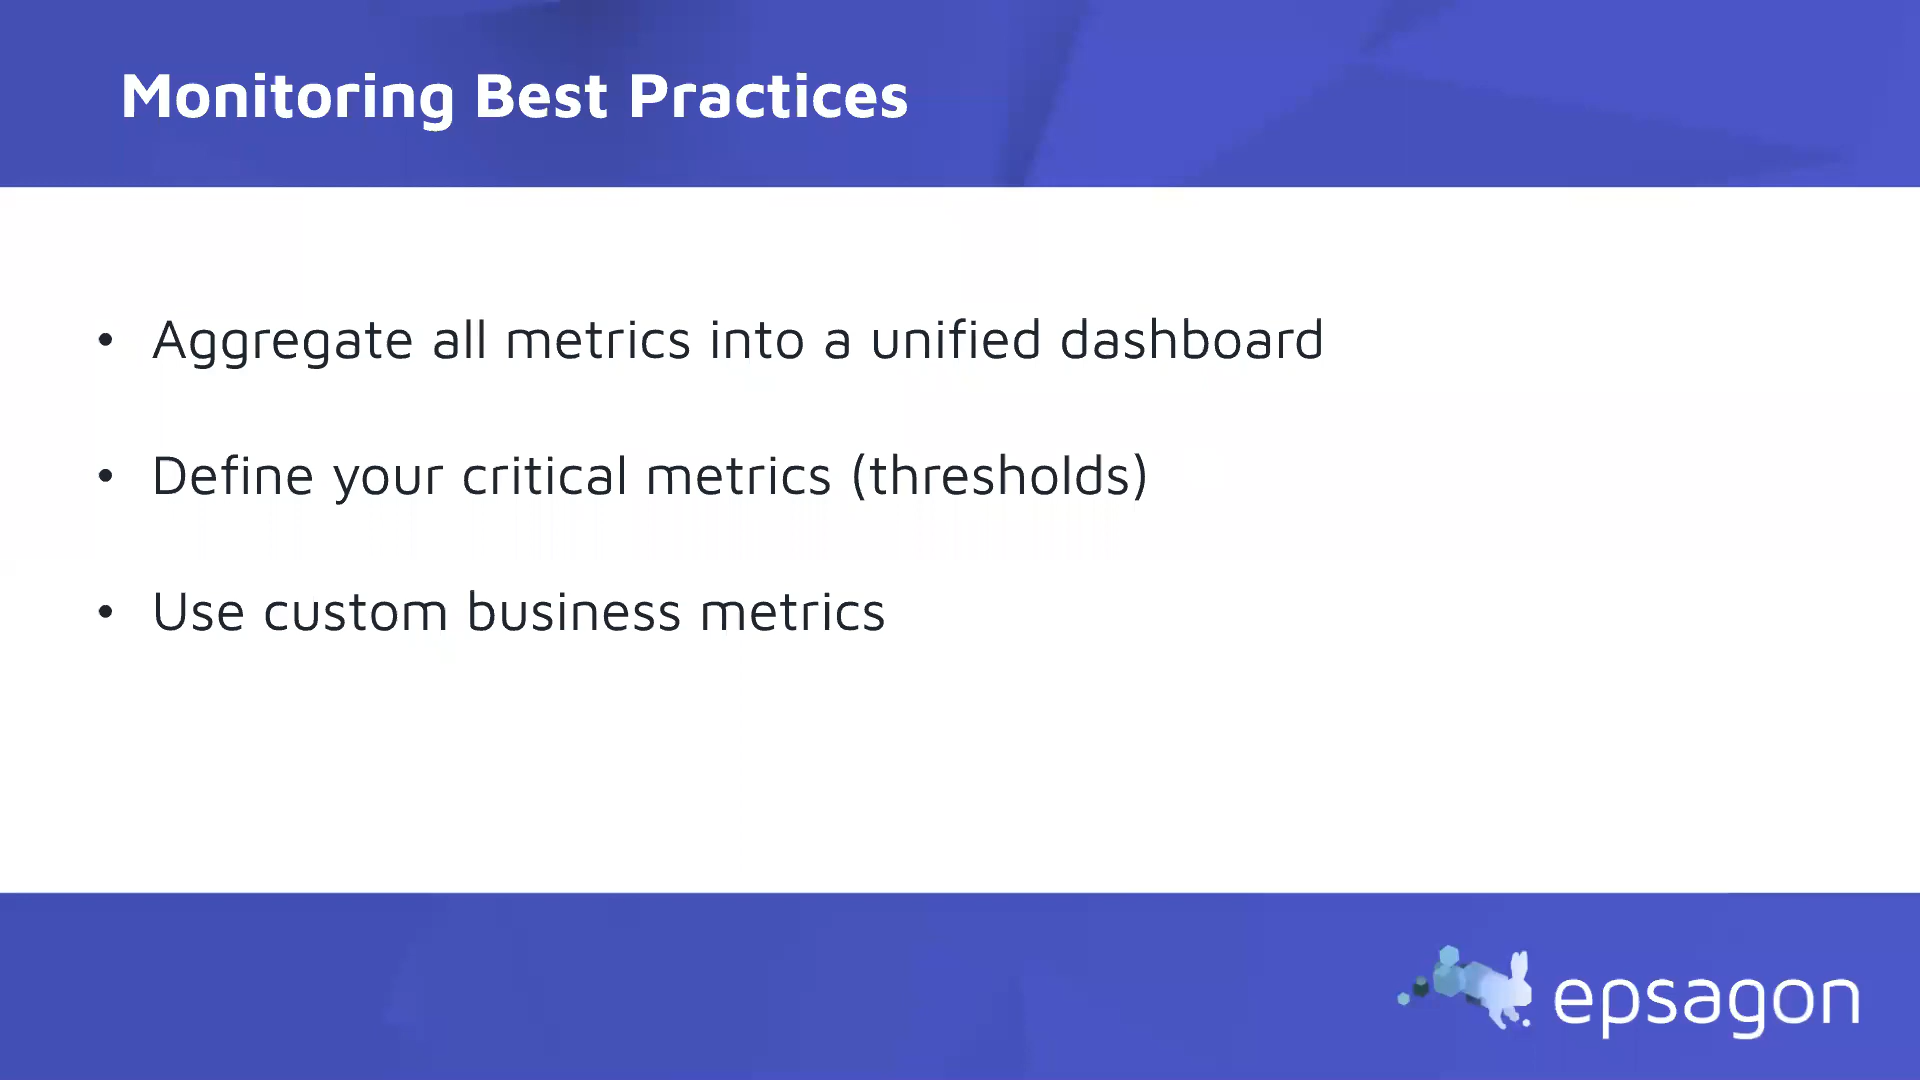 Monitoring Best Practices
• Aggregate all metrics into a unified dashboard
• Define your critical metrics (thresholds)
• Use custom business metrics
epsagon